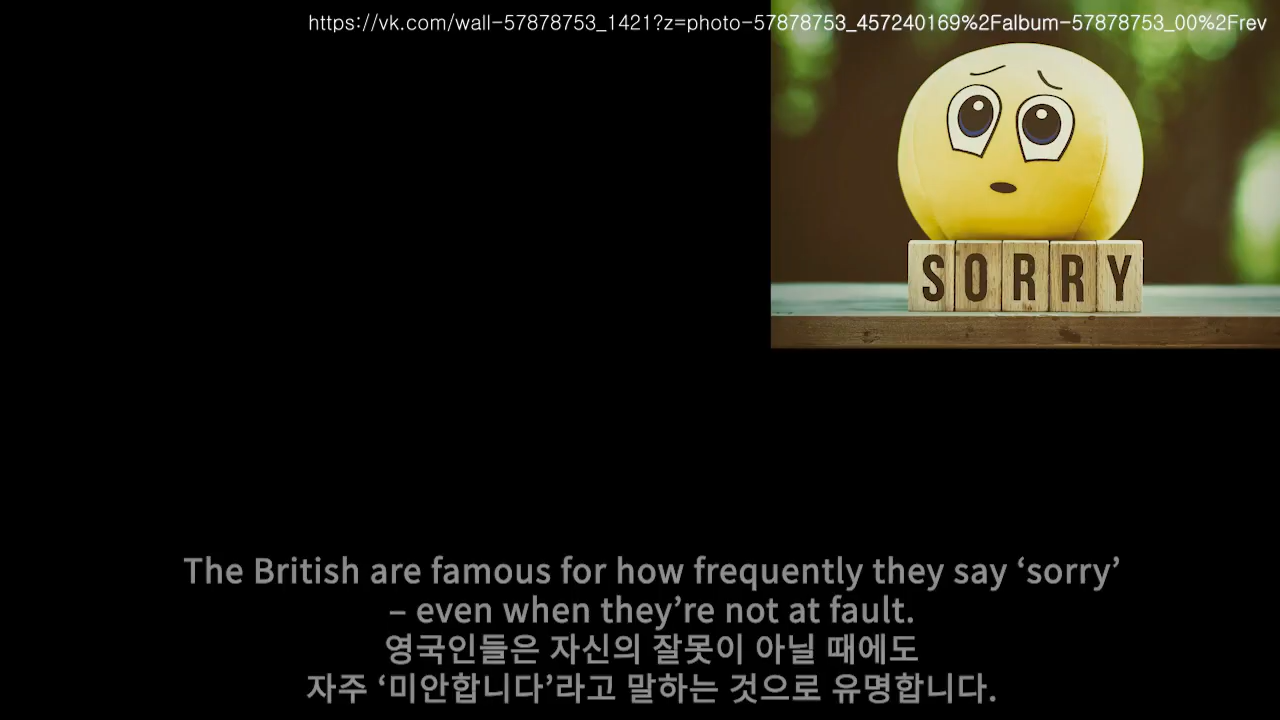 https://vk.com/wall-57878753_1421?z=photo-57878753_457240169%2Falbum-57878753_00%2Frev
SORRY
The British are famous for how frequently they say ‘sorry’
– even when they’re not at fault.
영국인들은 자신의 잘못이 아닐 때에도
자주 ‘미안합니다’라고 말하는 것으로 유명합니다.